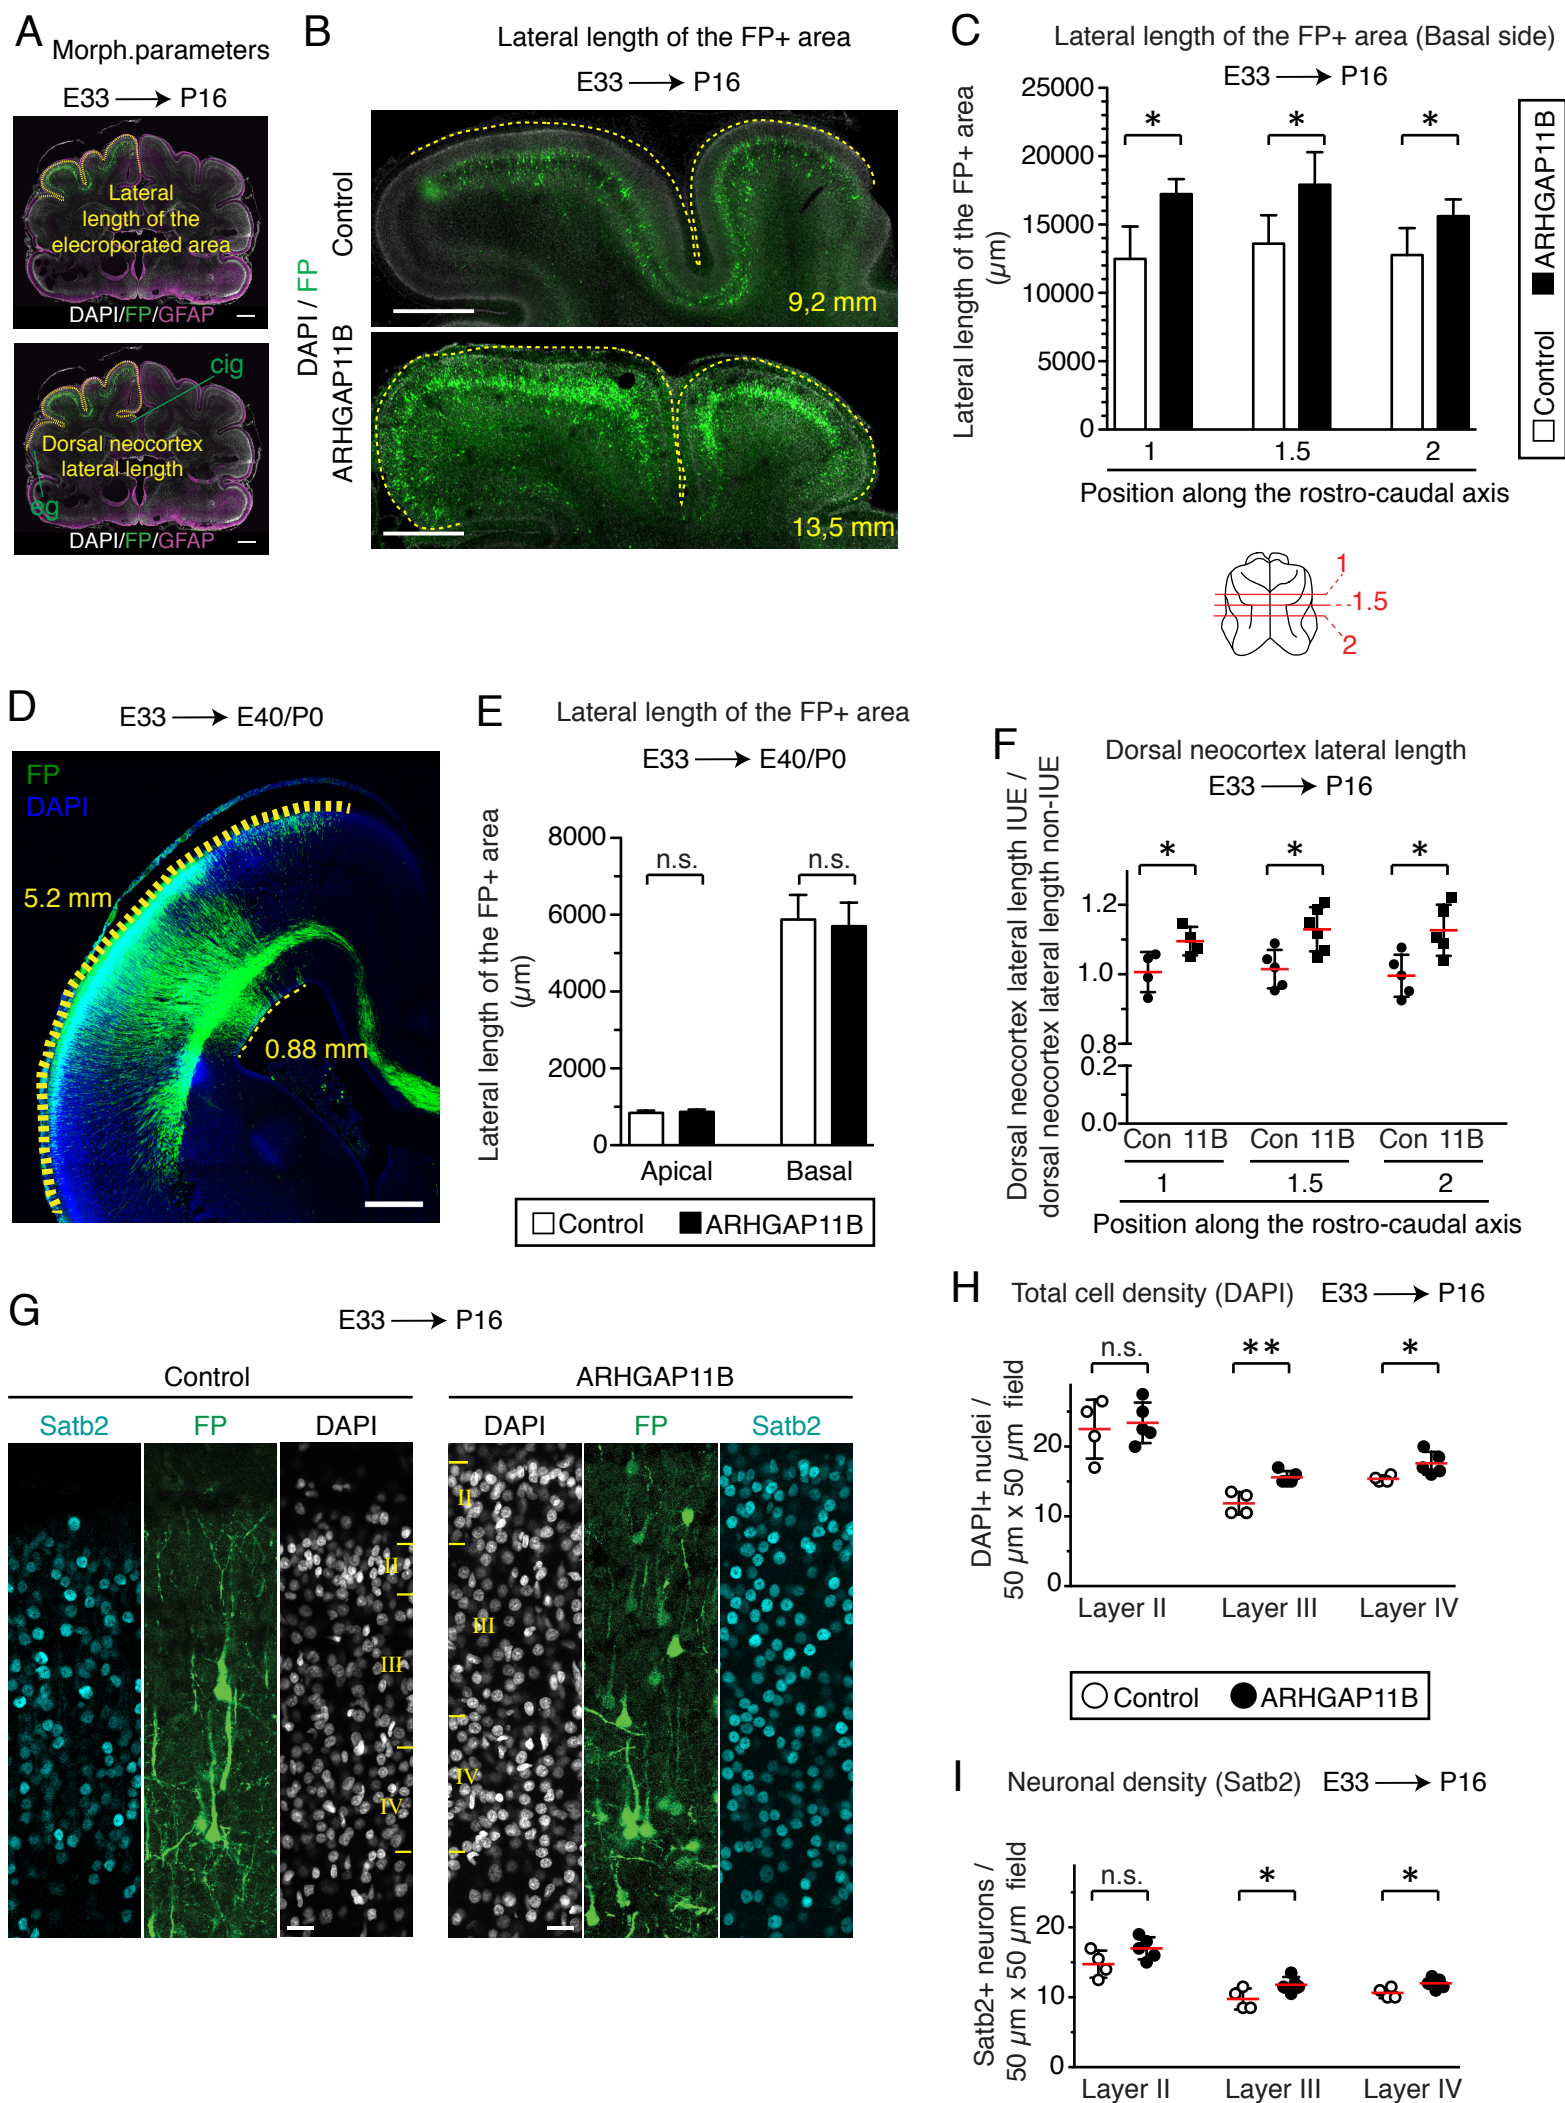 A
Morph.parameters
E33 → P16
Lateral
length of the
elecroporated area
DAPI/FP/GFAP
cig
Dorsal neocortex
lateral length
eg
DAPI/FP/GFAP
B
Lateral length of the FP+ area
E33 → P16
DAPI / FP
Control
ARHGAP11B
9,2 mm
13,5 mm
C
Lateral length of the FP+ area (Basal side)
E33 → P16
Lateral length of the FP+ area
(µm)
25000
20000
15000
10000
5000
0
* * *
1 1.5 2
Position along the rostro-caudal axis
Control ARHGAP11B
1
1.5
2
D
E33 → E40/P0
FP
DAPI
5.2 mm
0.88 mm
E
Lateral length of the FP+ area
E33 → E40/P0
Lateral length of the FP+ area
(µm)
8000
6000
4000
2000
0
n.s. n.s.
Apical Basal
Control ARHGAP11B
F
Dorsal neocortex lateral length
E33 → P16
Dorsal neocortex lateral length IUE /
dorsal neocortex lateral length non-IUE
* * *
1.2
1.0
0.8
0.2
0.0
Con 11B Con 11B Con 11B
1 1.5 2
Position along the rostro-caudal axis
G
E33 → P16
Control ARHGAP11B
Satb2 FP DAPI DAPI FP Satb2
II
III
IV
II
III
IV
H
Total cell density (DAPI) E33 → P16
DAPI+ nuclei /
50 µm x 50 µm field
n.s. ** *
20
10
0
Layer II Layer III Layer IV
Control ARHGAP11B
I
Neuronal density (Satb2) E33 → P16
Satb2+ neurons /
50 µm x 50 µm field
n.s. * *
20
10
0
Layer II Layer III Layer IV